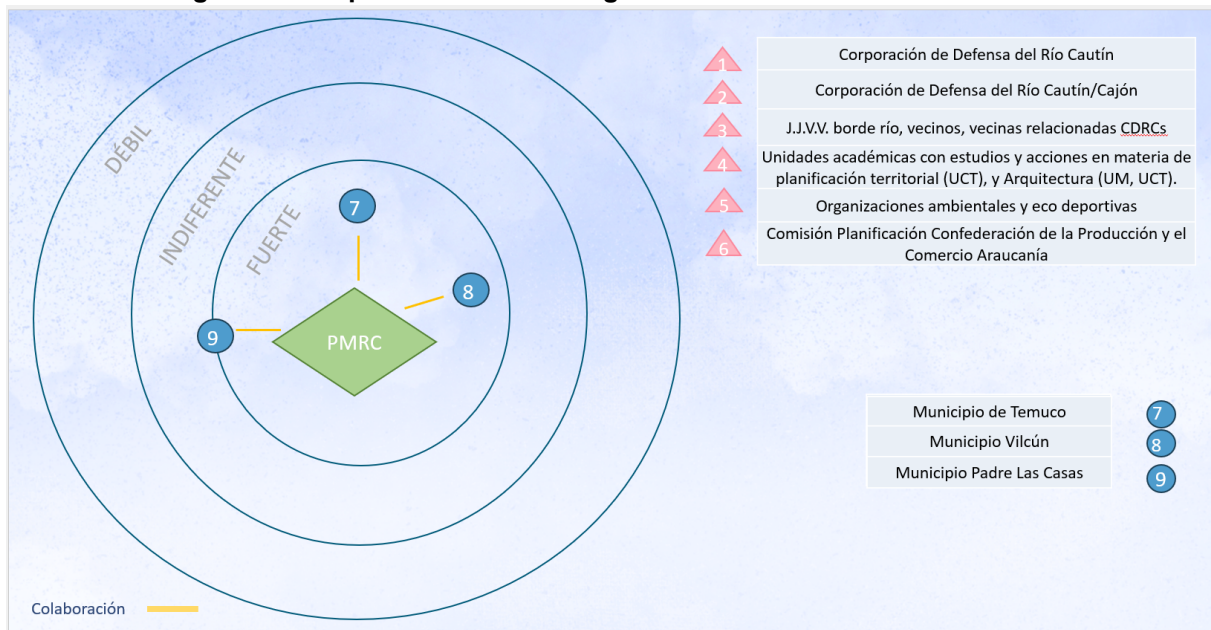 DÉBIL
INDIFERENTE
FUERTE
7
8
9
PMRC
Colaboración
1
Corporación de Defensa del Río Cautín
2
Corporación de Defensa del Río Cautín/Cajón
3
J.J.V.V. borde río, vecinos, vecinas relacionadas CDRCs
4
Unidades académicas con estudios y acciones en materia de
planificación territorial (UCT), y Arquitectura (UM, UCT).
5
Organizaciones ambientales y eco deportivas
6
Comisión Planificación Confederación de la Producción y el
Comercio Araucanía
Municipio de Temuco
7
Municipio Vilcún
8
Municipio Padre Las Casas
9